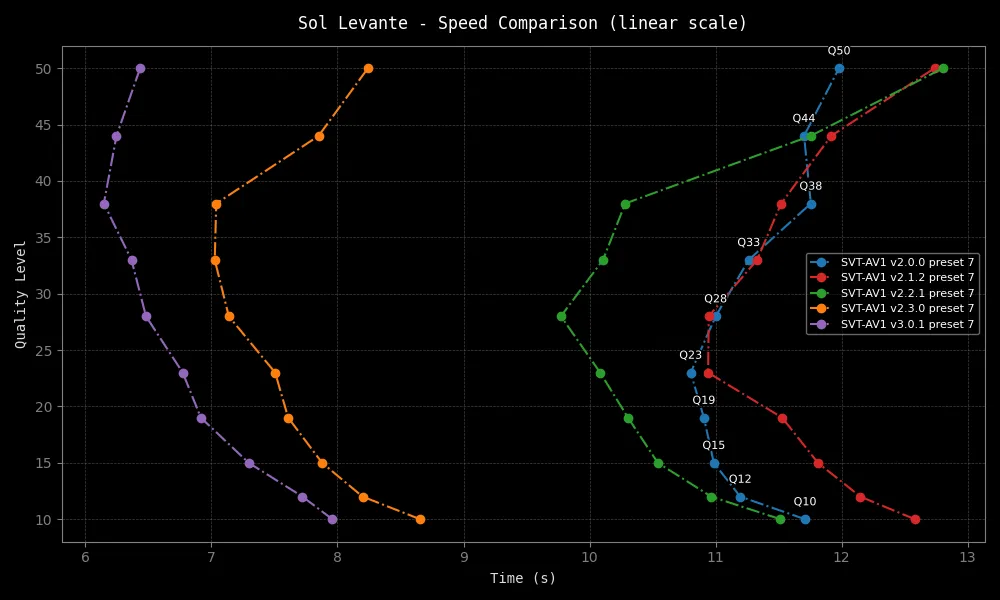 Sol Levante - Speed Comparison (linear scale)
Q50
50
45
Q44
40
Q38
35
Q33
30
Q28
25
Q23
20
Q19
15
Q15
Q12
10
Q10
Quality Level
SVT-AV1 v2.0.0 preset 7
SVT-AV1 v2.1.2 preset 7
SVT-AV1 v2.2.1 preset 7
SVT-AV1 v2.3.0 preset 7
SVT-AV1 v3.0.1 preset 7
6 7 8 9 10 11 12 13
Time (s)